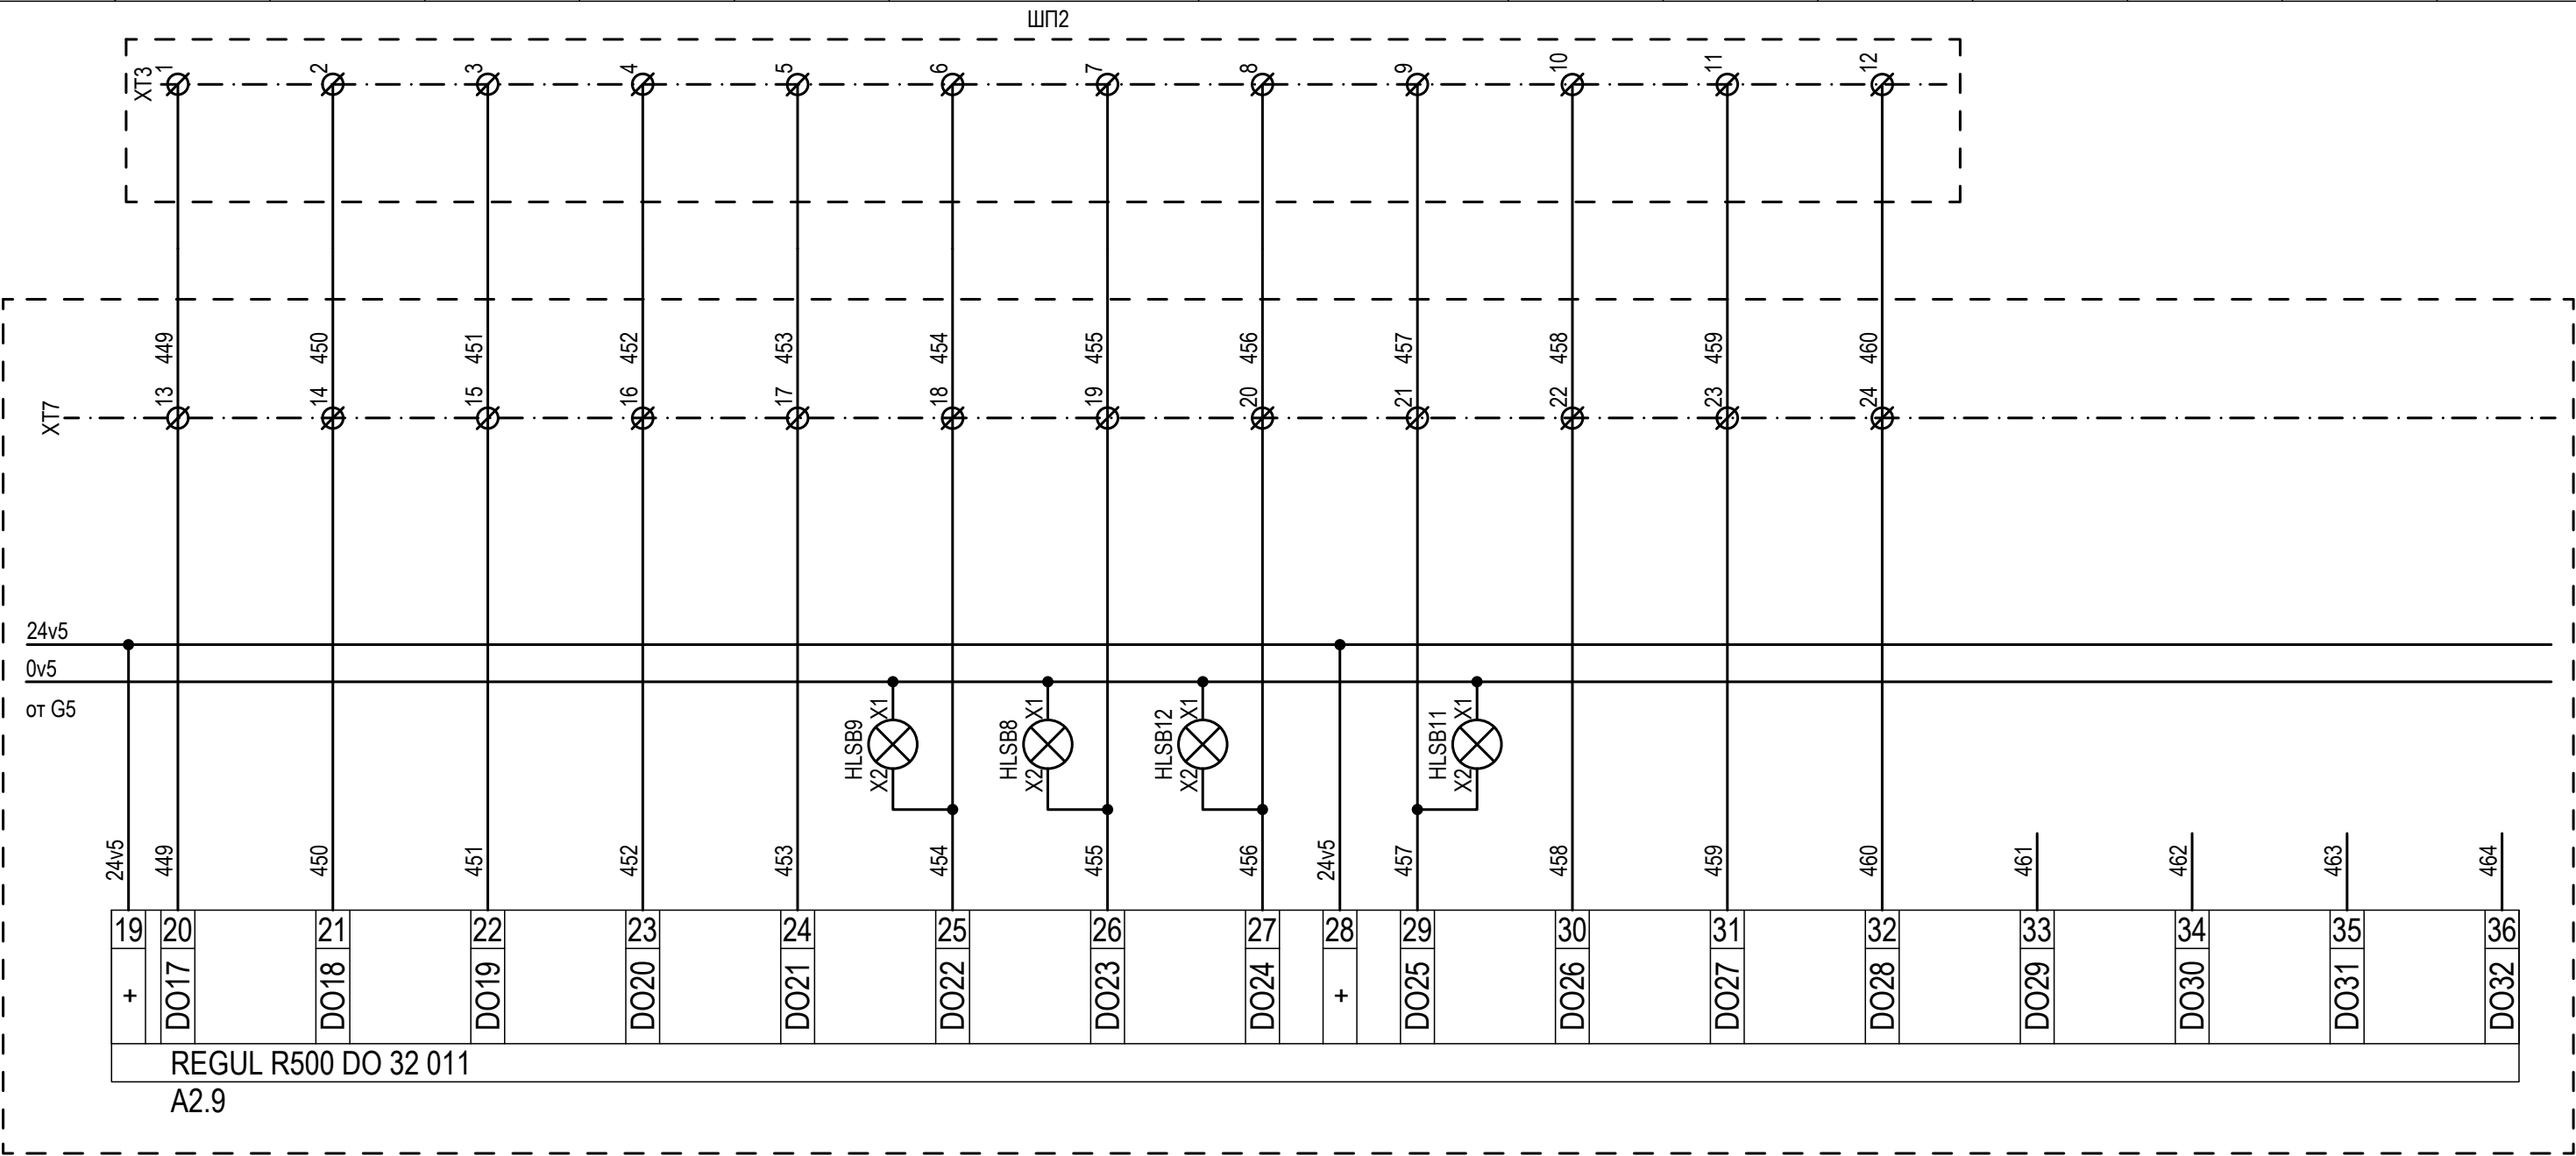 ШП2
XT3 1 2 3 4 5 6 7 8 9 10 11 12
449 450 451 452 453 454 455 456 457 458 459 460
XT7 13 14 15 16 17 18 19 20 21 22 23 24
24v5
0v5
от G5
HLSB9 X1 X2 HLSB8 X1 X2 HLSB12 X1 X2 HLSB11 X1 X2
24v5 449 450 451 452 453 454 455 456 24v5 457 458 459 460 461 462 463 464
19 20 21 22 23 24 25 26 27 28 29 30 31 32 33 34 35 36
+ DO17 DO18 DO19 DO20 DO21 DO22 DO23 DO24 + DO25 DO26 DO27 DO28 DO29 DO30 DO31 DO32
REGUL R500 DO 32 011
A2.9